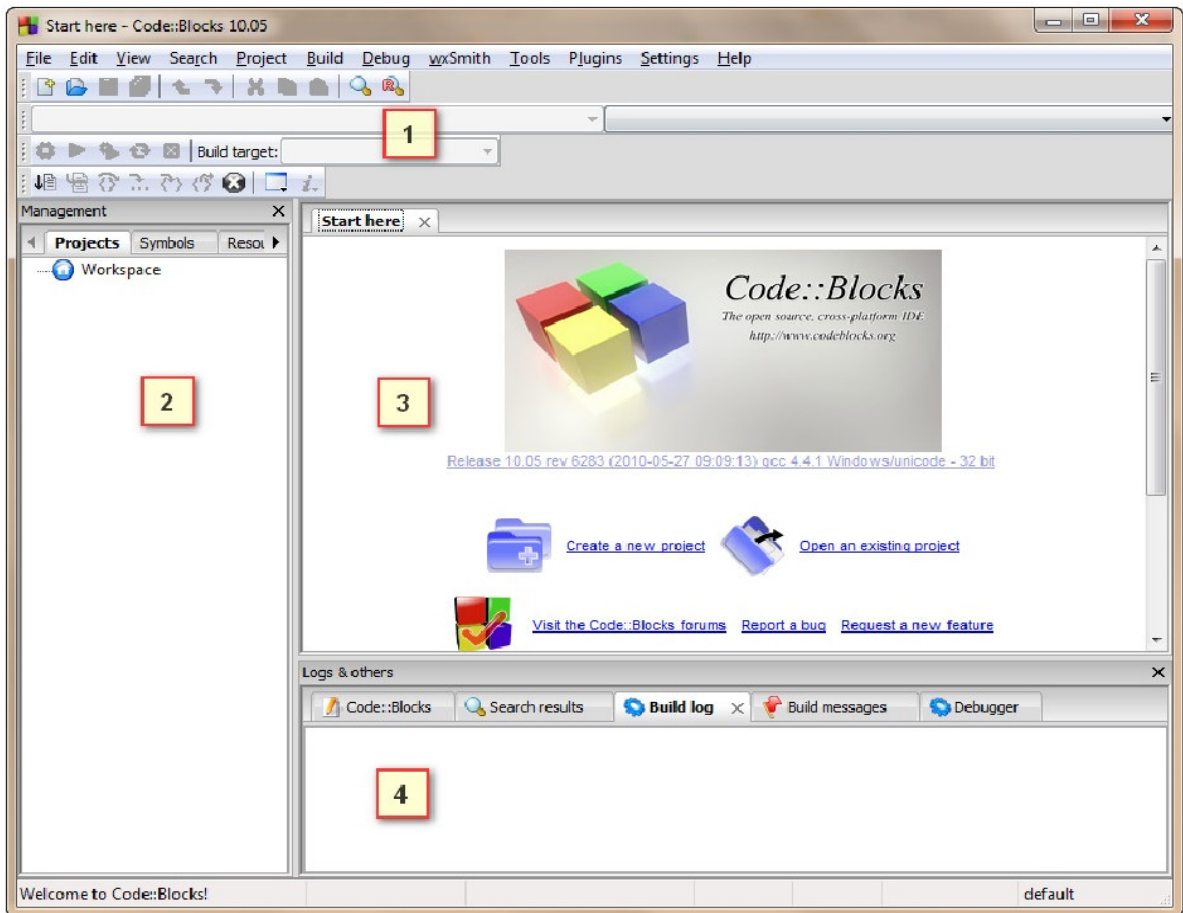 Start here - Code::Blocks 10.05
File Edit View Search Project Build Debug wxSmith Tools Plugins Settings Help
1
Build target:
Management
Projects Symbols Resou
Workspace
2
Start here
Code::Blocks
The open source, cross-platform IDE
http://www.codeblocks.org
3
Release 10.05 rev 6283 (2010-05-27 09:09:13) gcc 4.4.1 Windows/unicode - 32 bit
Create a new project Open an existing project
Visit the Code::Blocks forums Report a bug Request a new feature
Logs & others
Code::Blocks Search results Build log Build messages Debugger
4
Welcome to Code::Blocks! default